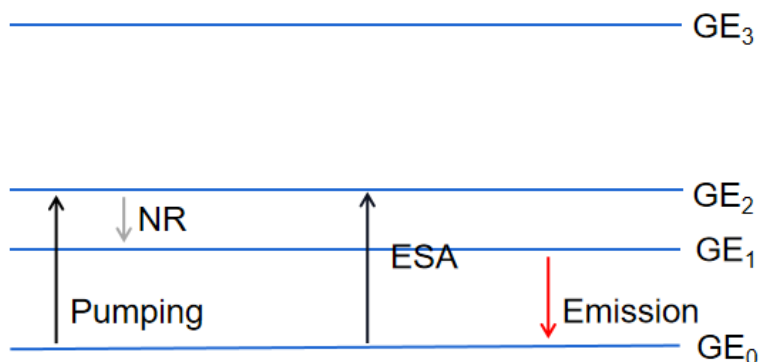 GE₃
GE₂
NR
GE₁
ESA
Pumping
Emission
GE₀